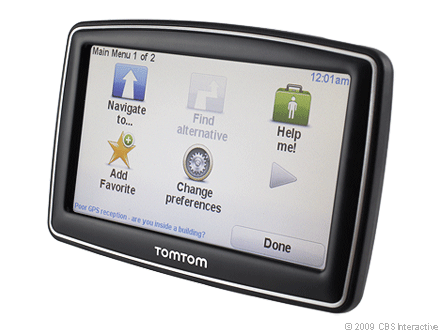 Main Menu 1 of 2
12:01am
Navigate
to...
Find
alternative
Help
me!
Add
Favorite
Change
preferences
Poor GPS reception - are you inside a building?
Done
TOMTOM
© 2009 CBS Interactive